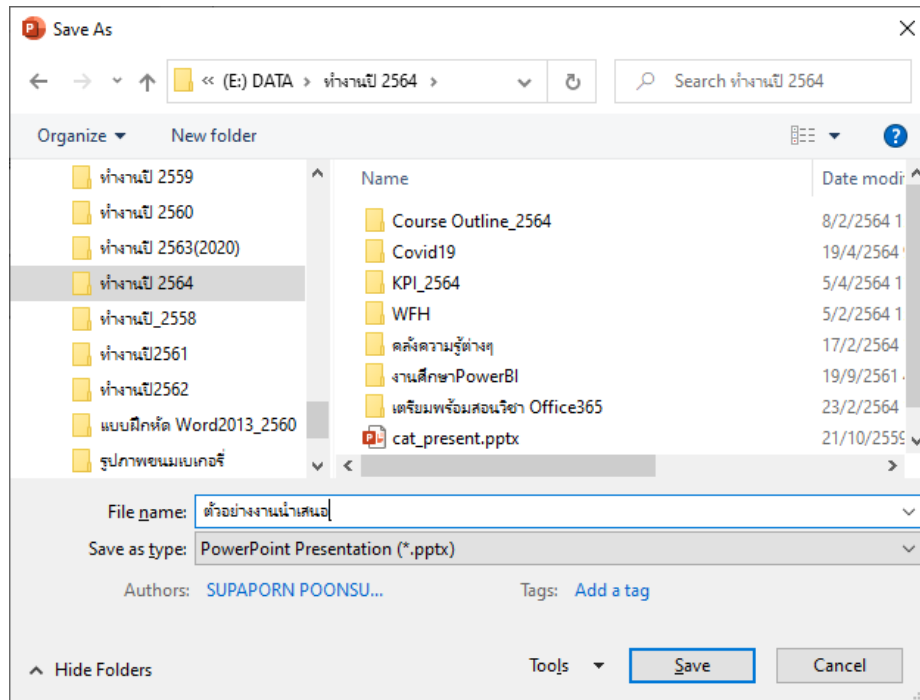 Save As
« (E:) DATA › ทำงานปี 2564 ›
Search ทำงานปี 2564
Organize
New folder
ทำงานปี 2559
ทำงานปี 2560
ทำงานปี 2563(2020)
ทำงานปี 2564
ทำงานปี_2558
ทำงานปี2561
ทำงานปี2562
แบบฝึกหัด Word2013_2560
รูปภาพขนมเบเกอรี่
Name Date modi
Course Outline_2564 8/2/2564 1
Covid19 19/4/2564
KPI_2564 5/4/2564 1
WFH 5/2/2564 1
คลังความรู้ต่างๆ 17/2/2564
งานศึกษาPowerBI 19/9/2561
เตรียมพร้อมสอนวิชา Office365 23/2/2564
cat_present.pptx 21/10/2559
File name: ตัวอย่างงานนำเสนอ
Save as type: PowerPoint Presentation (*.pptx)
Authors: SUPAPORN POONSU... Tags: Add a tag
Hide Folders
Tools
Save
Cancel